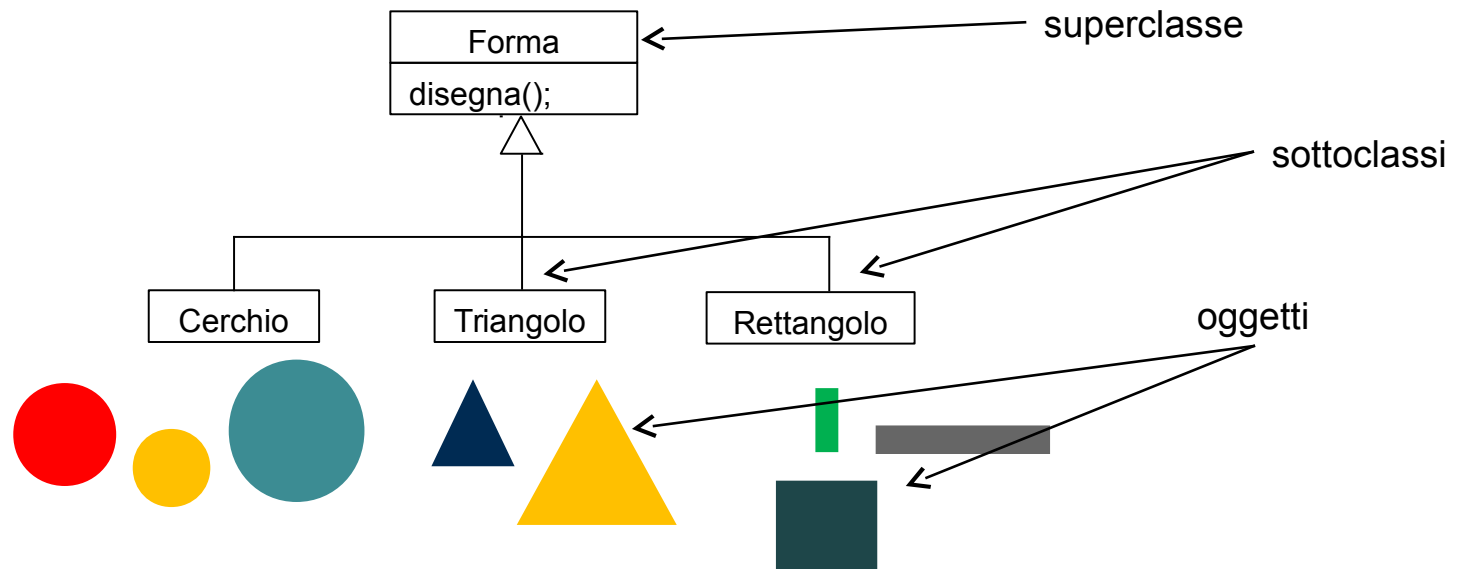 superclasse
Forma
disegna();
sottoclassi
Cerchio
Triangolo
Rettangolo
oggetti